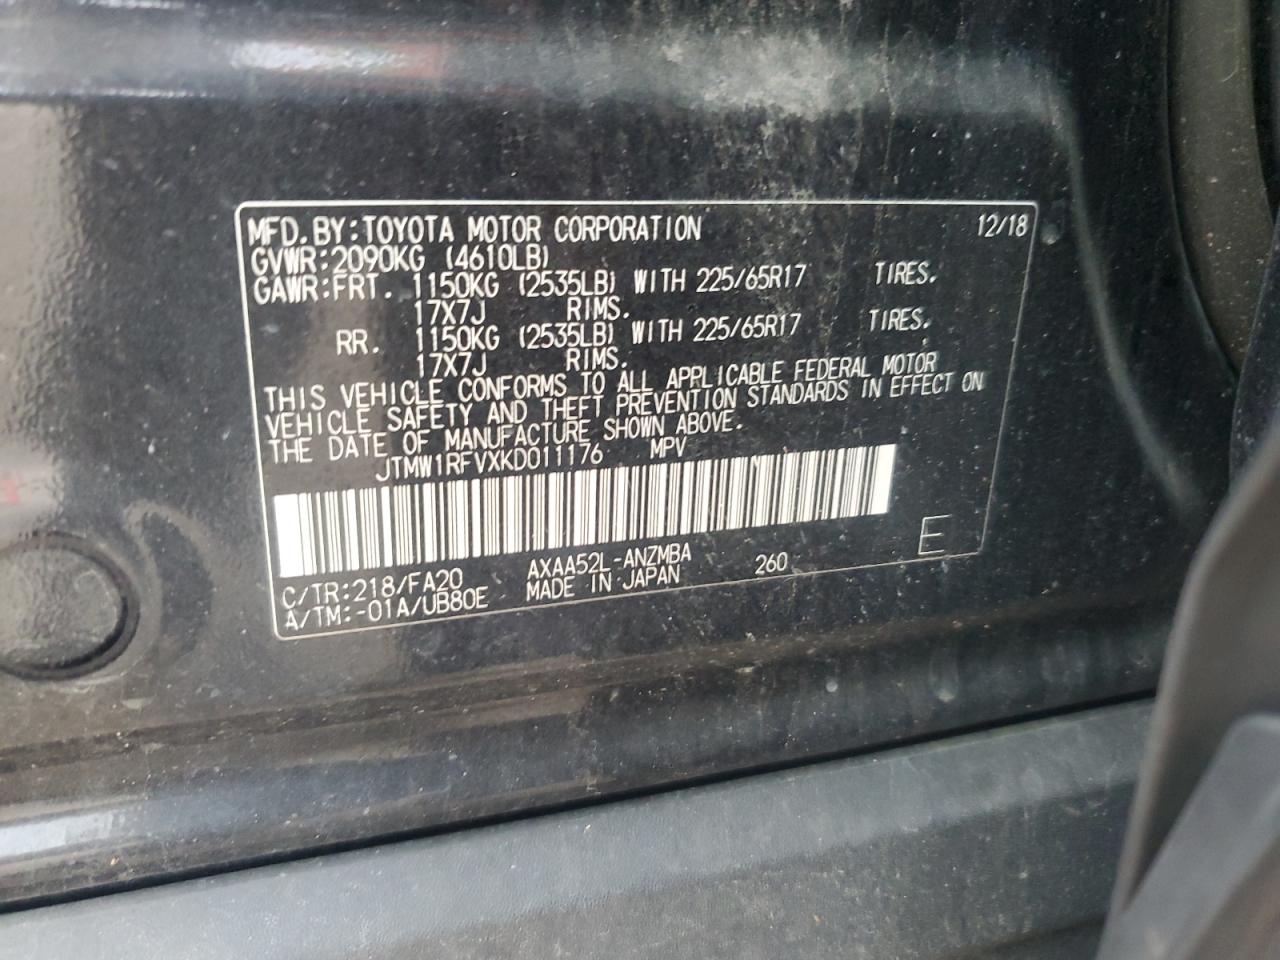 MFD. BY: TOYOTA MOTOR CORPORATION 12/18
GVWR: 2090KG (4610LB)
GAWR: FRT. 1150KG (2535LB) WITH 225/65R17 TIRES.
17X7J RIMS.
RR. 1150KG (2535LB) WITH 225/65R17 TIRES.
17X7J RIMS.
THIS VEHICLE CONFORMS TO ALL APPLICABLE FEDERAL MOTOR
VEHICLE SAFETY AND THEFT PREVENTION STANDARDS IN EFFECT ON
THE DATE OF MANUFACTURE SHOWN ABOVE.
JTMW1RFVXKD011176 MPV
C/TR: 218/FA20 AXAA52L-ANZMBA 260 E
A/TM: -01A/UB80E MADE IN JAPAN